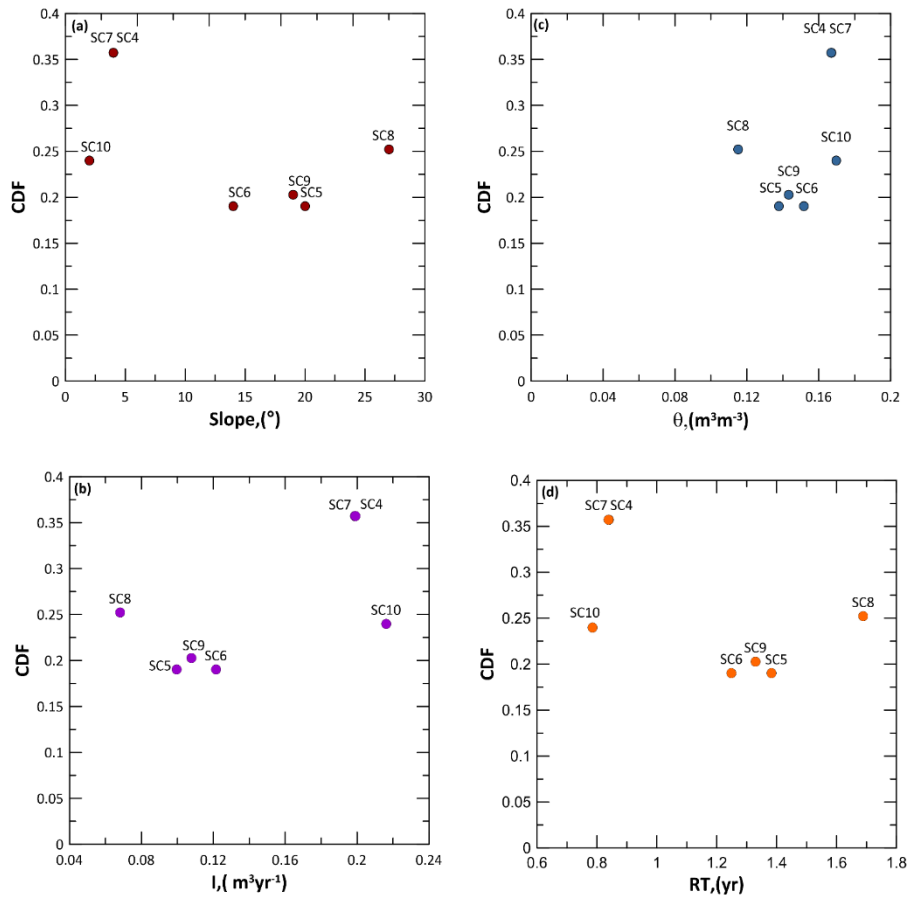 (a)
0.4
0.35
0.3
0.25
0.2
0.15
0.1
0.05
0
CDF
SC7 SC4
SC10
SC8
SC6
SC9
SC5
0 5 10 15 20 25 30
Slope,(°)
(c)
0.4
0.35
0.3
0.25
0.2
0.15
0.1
0.05
0
CDF
SC4 SC7
SC8
SC10
SC9
SC5 SC6
0 0.04 0.08 0.12 0.16 0.2
θ,(m³m⁻³)
(b)
0.4
0.35
0.3
0.25
0.2
0.15
0.1
0.05
0
CDF
SC7 SC4
SC8
SC10
SC9
SC5 SC6
0.04 0.08 0.12 0.16 0.2 0.24
I,( m³yr⁻¹)
(d)
0.4
0.35
0.3
0.25
0.2
0.15
0.1
0.05
0
CDF
SC7 SC4
SC10
SC8
SC9
SC6 SC5
0.6 0.8 1 1.2 1.4 1.6 1.8
RT,(yr)